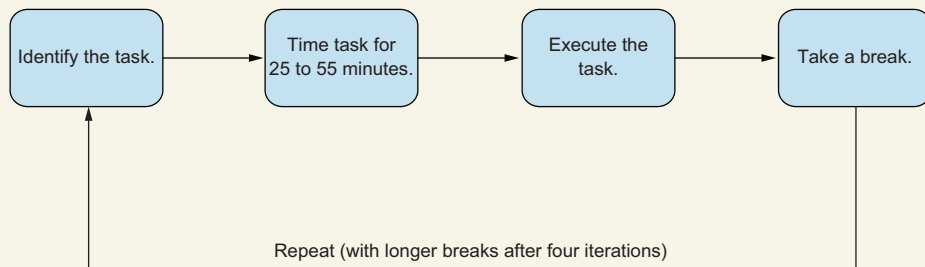 Identify the task.
Time task for
25 to 55 minutes.
Execute the
task.
Take a break.
Repeat (with longer breaks after four iterations)